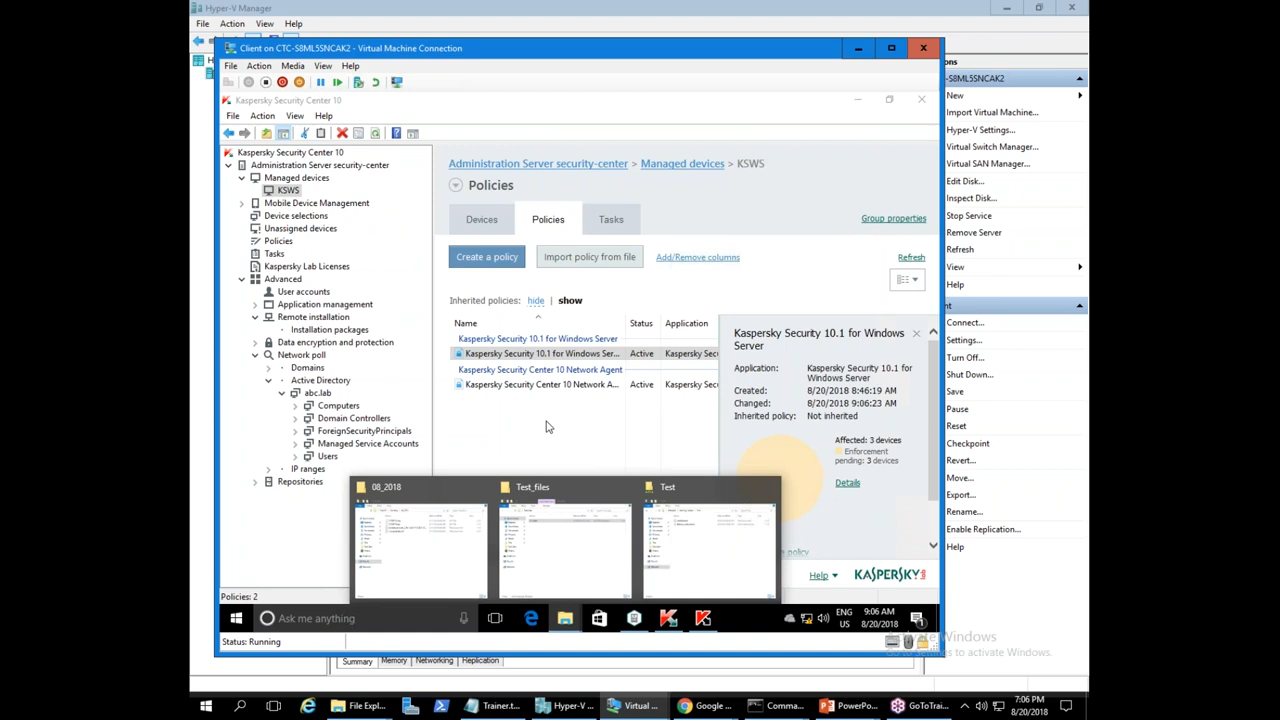 Hyper-V Manager
File Action View Help
Client on CTC-S8ML5SNCAK2 - Virtual Machine Connection
File Action Media View Help
Kaspersky Security Center 10
File Action View Help
Kaspersky Security Center 10
Administration Server security-center
Managed devices
KSWS
Mobile Device Management
Device selections
Unassigned devices
Policies
Tasks
Kaspersky Lab Licenses
Advanced
User accounts
Application management
Remote installation
Installation packages
Data encryption and protection
Network poll
Domains
Active Directory
abc.lab
Computers
Domain Controllers
ForeignSecurityPrincipals
Managed Service Accounts
Users
IP ranges
Repositories
Policies: 2
Administration Server security-center > Managed devices > KSWS
Policies
Devices Policies Tasks
Group properties
Create a policy Import policy from file Add/Remove columns
Refresh
Inherited policies: hide | show
Name Status Application
Kaspersky Security 10.1 for Windows Server
Kaspersky Security 10.1 for Windows Ser... Active Kaspersky Sec
Kaspersky Security Center 10 Network Agent
Kaspersky Security Center 10 Network A... Active Kaspersky Sec
Kaspersky Security 10.1 for Windows
Server
Application: Kaspersky Security 10.1 for
Windows Server
Created: 8/20/2018 8:46:19 AM
Changed: 8/20/2018 9:06:23 AM
Inherited policy: Not inherited
Affected: 3 devices
Enforcement
pending: 3 devices
Details
policy
Help KASPERSKY
08_2018 Test_files Test
Ask me anything
ENG
US
9:06 AM
8/20/2018
Status: Running
ons
-S8ML5SNCAK2
New
Import Virtual Machine...
Hyper-V Settings...
Virtual Switch Manager...
Virtual SAN Manager...
Edit Disk...
Inspect Disk...
Stop Service
Remove Server
Refresh
View
Help
nt
Connect...
Settings...
Turn Off...
Shut Down...
Save
Pause
Reset
Checkpoint
Revert...
Move...
Export...
Rename...
Enable Replication...
Help
Activate Windows
Go to Settings to activate Windows.
Summary Memory Networking Replication
File Expl... Trainer.t... Hyper-V ... Virtual ... Google ... Comma... PowerPo... GoToTrai...
7:06 PM
8/20/2018